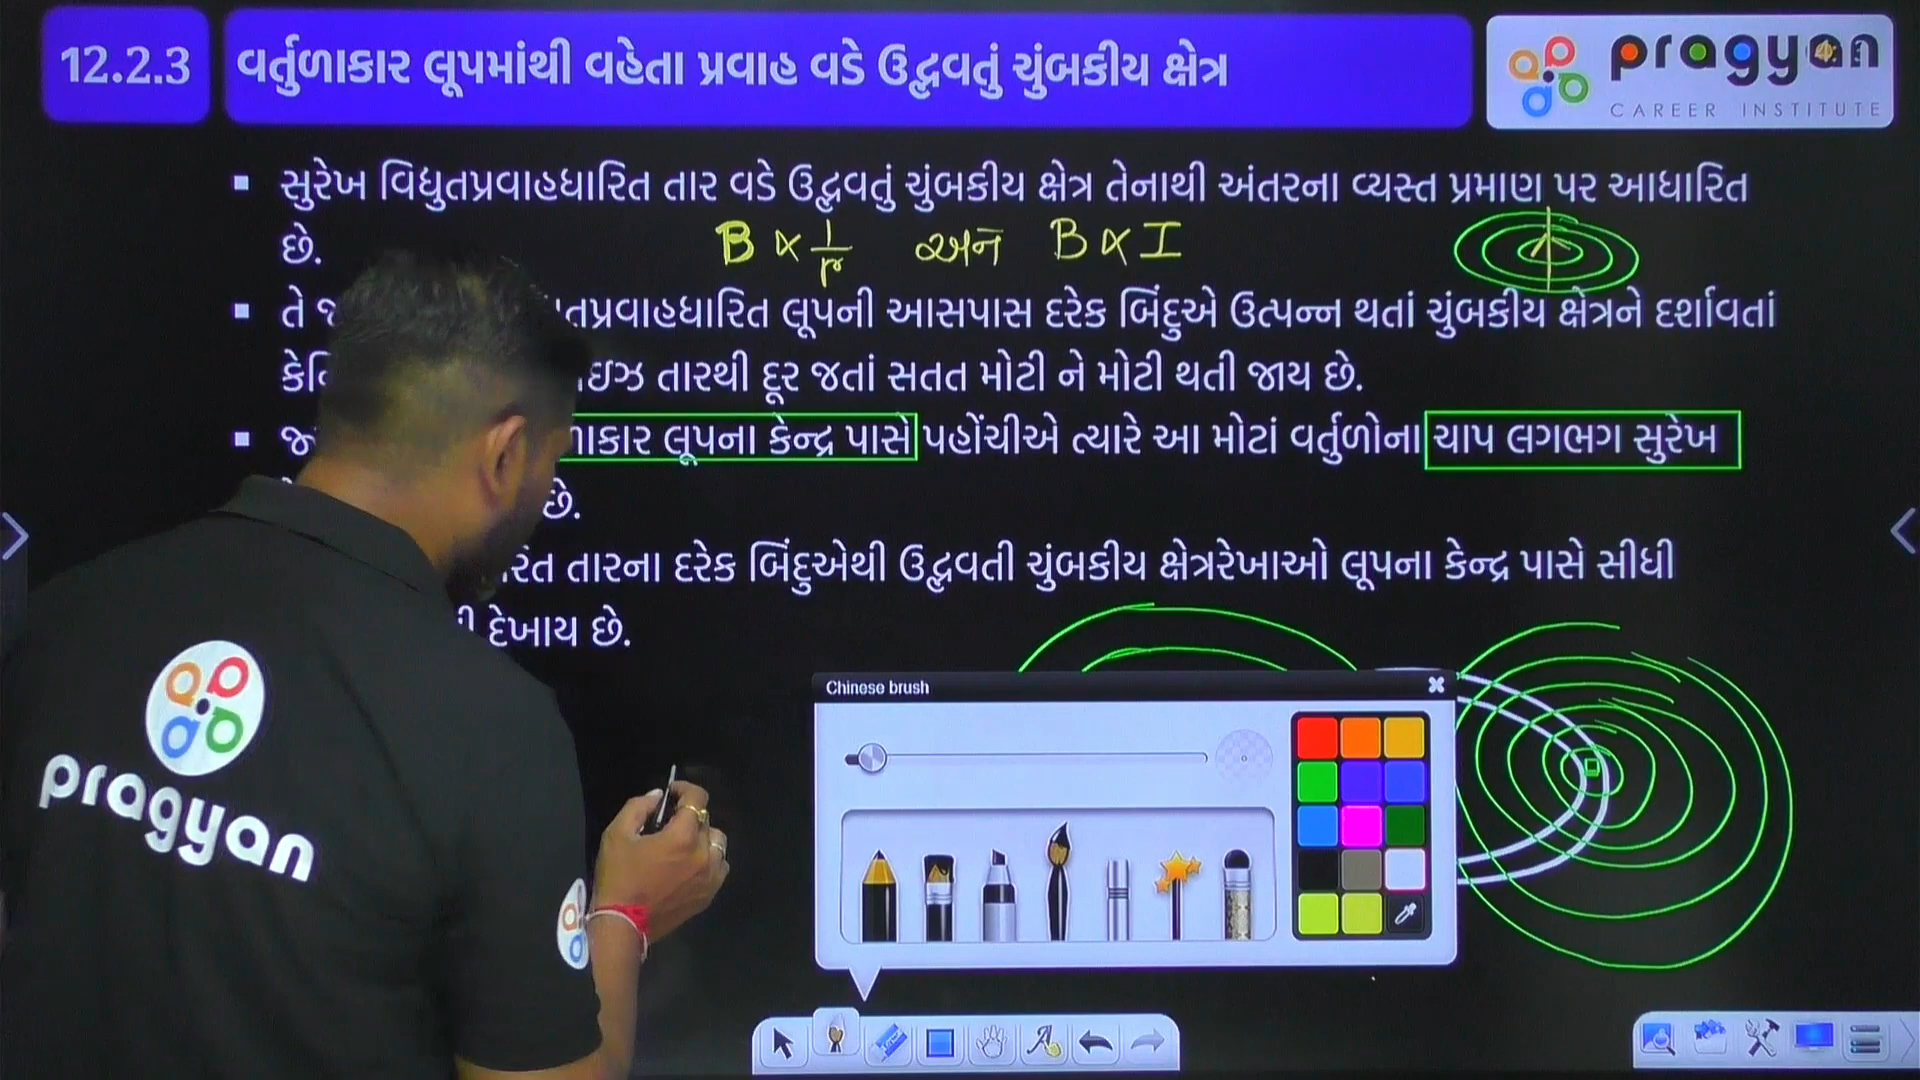 12.2.3 વર્તુળાકાર લૂપમાંથી વહેતા પ્રવાહ વડે ઉદ્ભવતું ચુંબકીય ક્ષેત્ર
pragyan
CAREER INSTITUTE
સુરેખ વિદ્યુતપ્રવાહધારિત તાર વડે ઉદ્ભવતું ચુંબકીય ક્ષેત્ર તેનાથી અંતરના વ્યસ્ત પ્રમાણ પર આધારિત
છે.
B ∝ 1/r અને B ∝ I
તે પ્રવાહધારિત લૂપની આસપાસ દરેક બિંદુએ ઉત્પન્ન થતાં ચુંબકીય ક્ષેત્રને દર્શાવતાં
તારથી દૂર જતાં સતત મોટી ને મોટી થતી જાય છે.
લૂપના કેન્દ્ર પાસે પહોંચીએ ત્યારે આ મોટાં વર્તુળોના ચાપ લગભગ સુરેખ
છે.
તારના દરેક બિંદુએથી ઉદ્ભવતી ચુંબકીય ક્ષેત્રરેખાઓ લૂપના કેન્દ્ર પાસે સીધી
દેખાય છે.
Chinese brush
pragyan